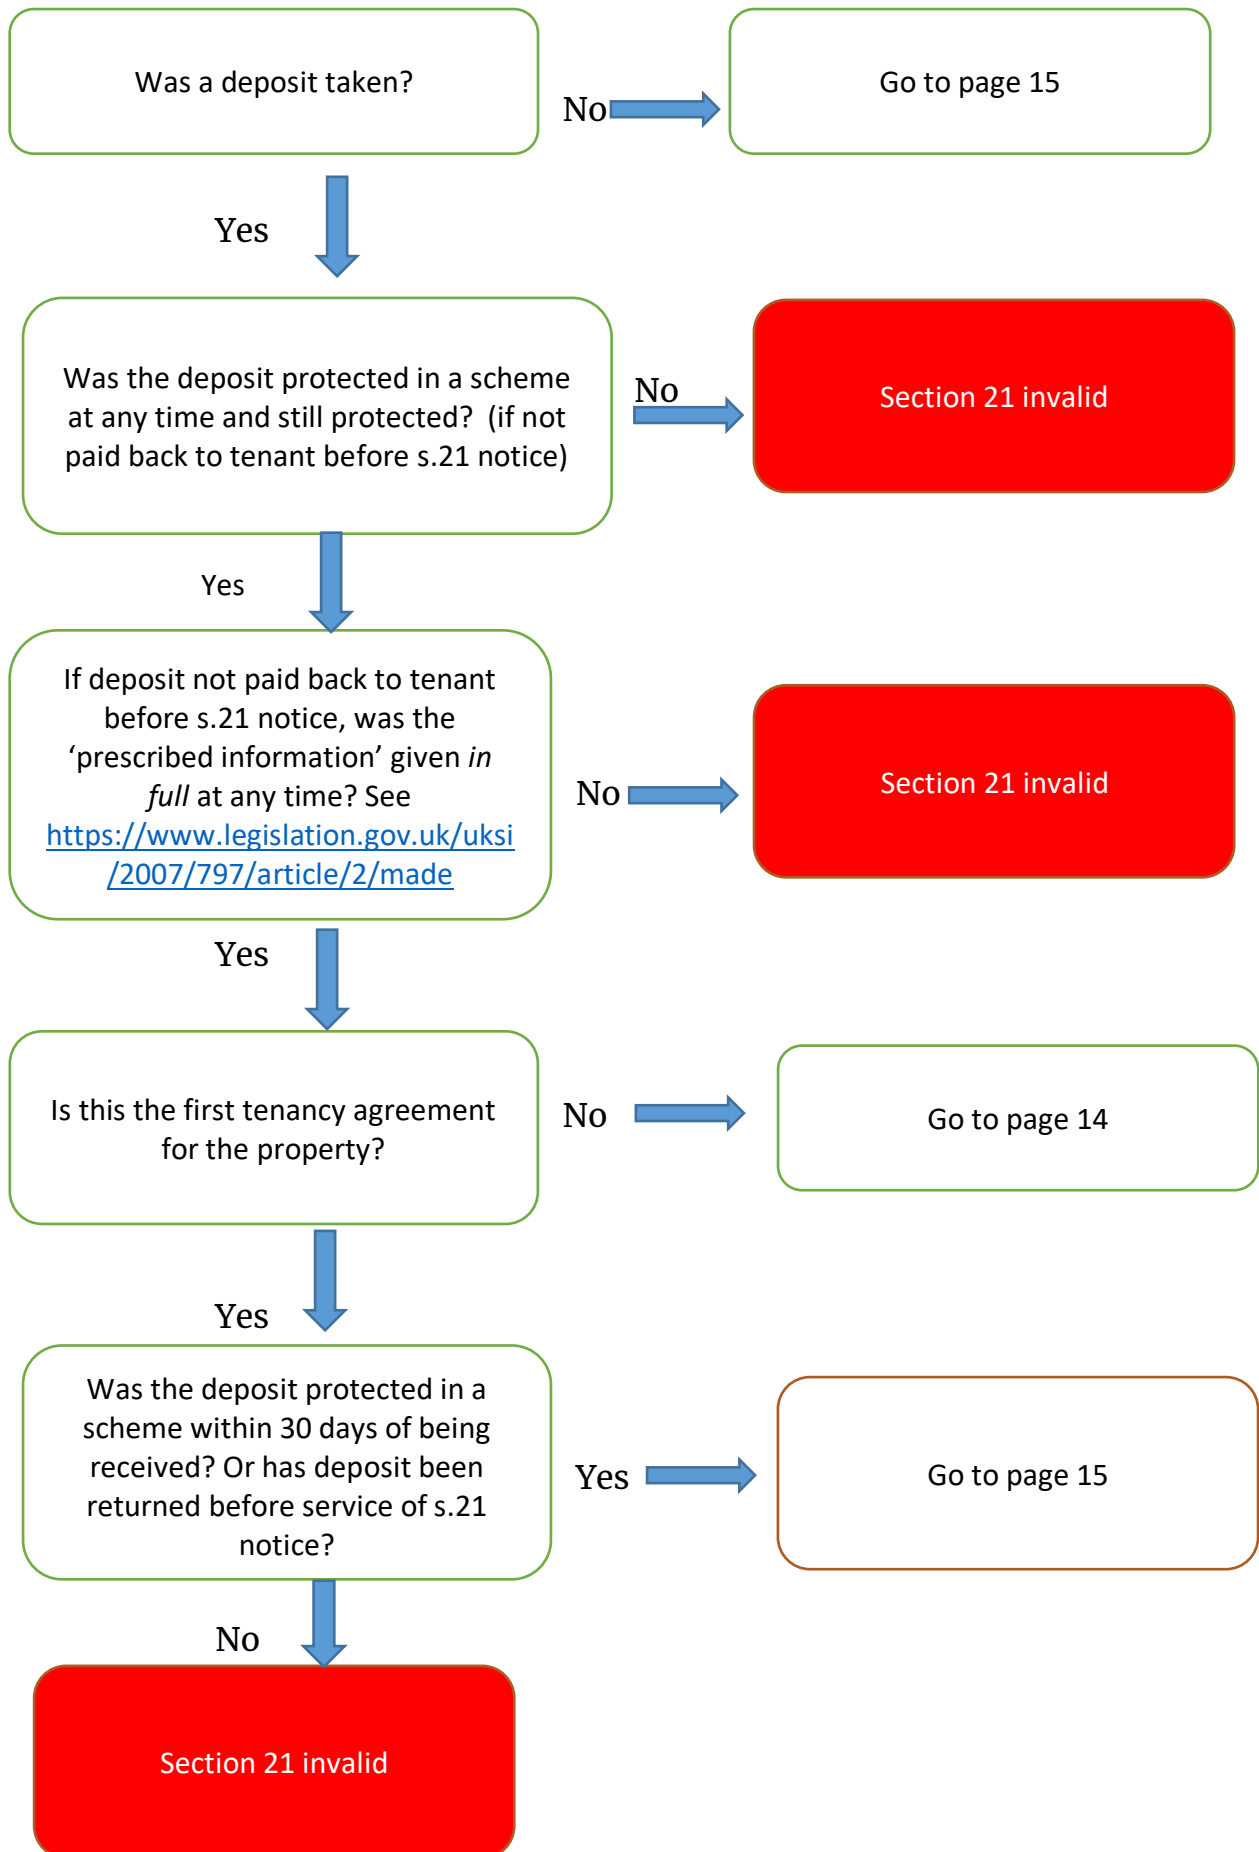 Was a deposit taken?
No
Go to page 15
Yes
Was the deposit protected in a scheme
at any time and still protected?  (if not
paid back to tenant before s.21 notice)
No
Section 21 invalid
Yes
If deposit not paid back to tenant
before s.21 notice, was the
‘prescribed information’ given in
full at any time? See
https://www.legislation.gov.uk/uksi
/2007/797/article/2/made
No
Section 21 invalid
Yes
Is this the first tenancy agreement
for the property?
No
Go to page 14
Yes
Was the deposit protected in a
scheme within 30 days of being
received? Or has deposit been
returned before service of s.21
notice?
Yes
Go to page 15
No
Section 21 invalid